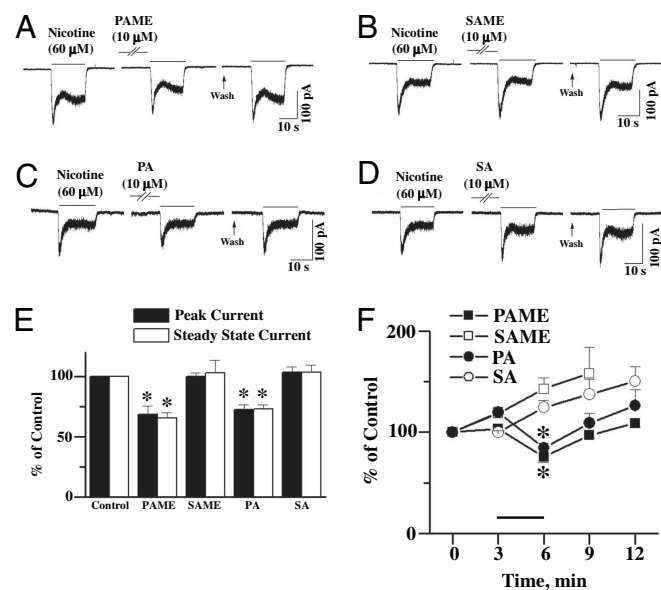 A
PAME
Nicotine (10 μM)
(60 μM)
Wash
10 s
100 pA
B
SAME
Nicotine (10 μM)
(60 μM)
Wash
10 s
100 pA
C
PA
Nicotine (10 μM)
(60 μM)
Wash
10 s
100 pA
D
SA
Nicotine (10 μM)
(60 μM)
Wash
10 s
100 pA
E
Peak Current
Steady State Current
% of Control
100
75
50
0
* * * *
Control PAME SAME PA SA
F
PAME
SAME
PA
SA
% of Control
200
100
0
*
*
0 3 6 9 12
Time, min